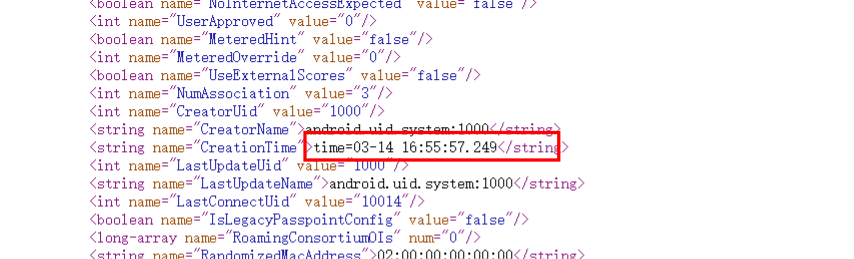 <boolean name="NoInternetAccessExpected" value="false"/>
<int name="UserApproved" value="0"/>
<boolean name="MeteredHint" value="false"/>
<int name="MeteredOverride" value="0"/>
<boolean name="UseExternalScores" value="false"/>
<int name="NumAssociation" value="3"/>
<int name="CreatorUid" value="1000"/>
<string name="CreatorName">android.uid.system:1000</string>
<string name="CreationTime">time=03-14 16:55:57.249</string>
<int name="LastUpdateUid" value="1000"/>
<string name="LastUpdateName">android.uid.system:1000</string>
<int name="LastConnectUid" value="10014"/>
<boolean name="IsLegacyPasspointConfig" value="false"/>
<long-array name="RoamingConsortiumOIs" num="0"/>
<string name="RandomizedMacAddress">02:00:00:00:00:00</string>